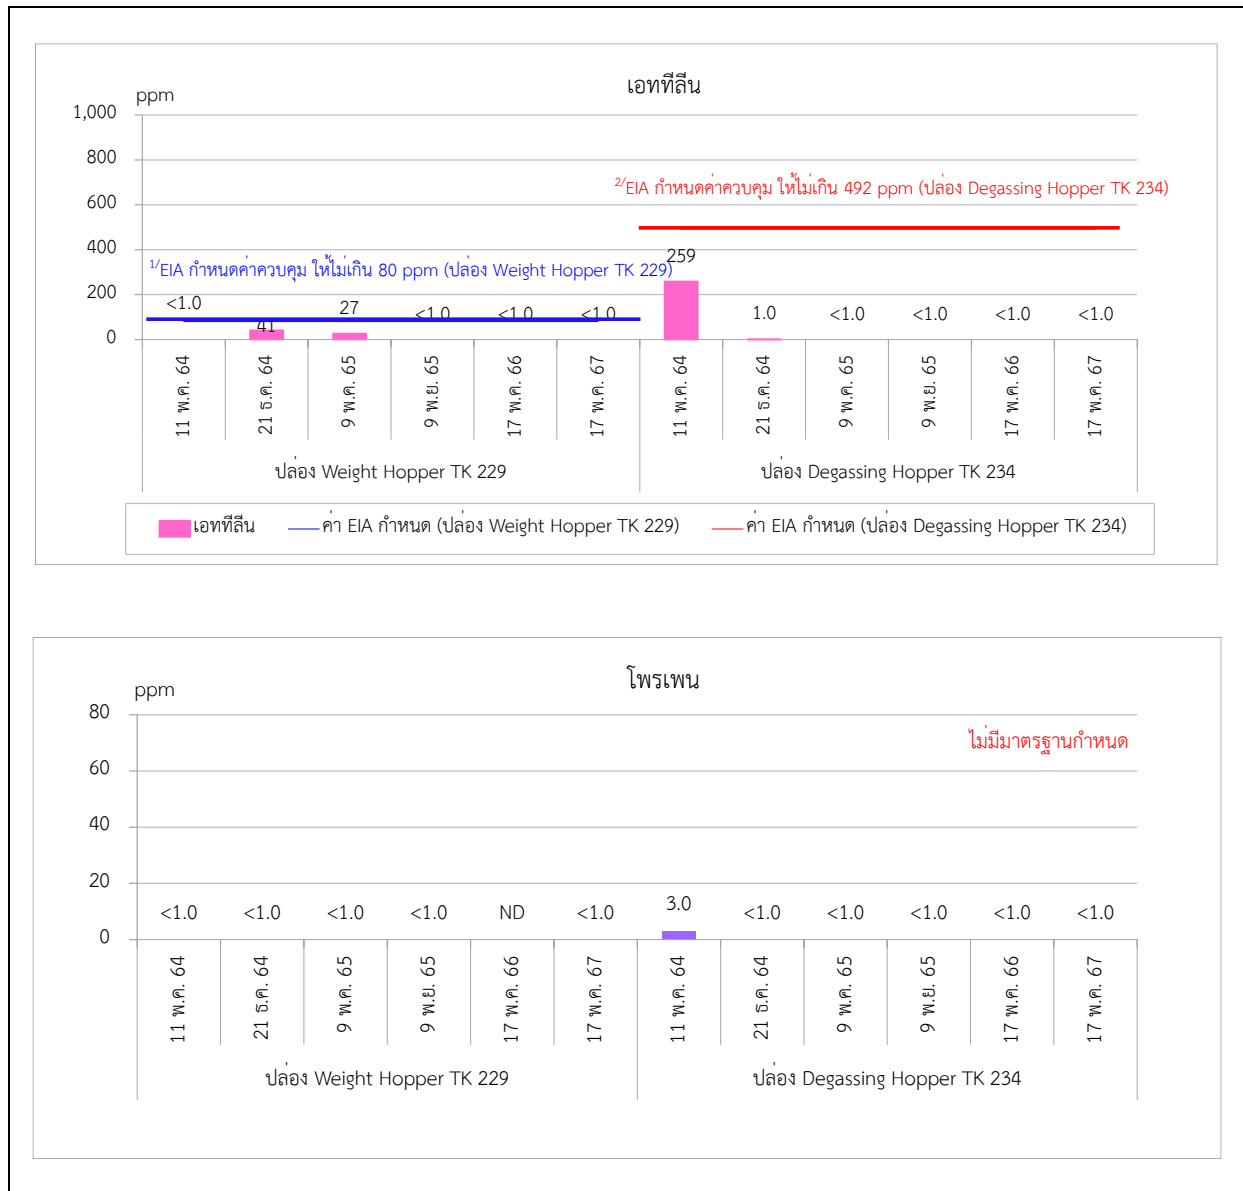 เอททีลีน
ppm
1,000
800
600
400
200
0
2/EIA กำหนดค่าควบคุม ให้ไม่เกิน 492 ppm (ปล่อง Degassing Hopper TK 234)
1/EIA กำหนดค่าควบคุม ให้ไม่เกิน 80 ppm (ปล่อง Weight Hopper TK 229)
<1.0 41 27 <1.0 <1.0 <1.0 259 1.0 <1.0 <1.0 <1.0 <1.0
11 พ.ค. 64 21 ธ.ค. 64 9 พ.ค. 65 9 พ.ย. 65 17 พ.ค. 66 17 พ.ค. 67 11 พ.ค. 64 21 ธ.ค. 64 9 พ.ค. 65 9 พ.ย. 65 17 พ.ค. 66 17 พ.ค. 67
ปล่อง Weight Hopper TK 229 ปล่อง Degassing Hopper TK 234
เอททีลีน ค่า EIA กำหนด (ปล่อง Weight Hopper TK 229) ค่า EIA กำหนด (ปล่อง Degassing Hopper TK 234)
โพรเพน
ppm
80
60
40
20
0
ไม่มีมาตรฐานกำหนด
<1.0 <1.0 <1.0 <1.0 ND <1.0 3.0 <1.0 <1.0 <1.0 <1.0 <1.0
11 พ.ค. 64 21 ธ.ค. 64 9 พ.ค. 65 9 พ.ย. 65 17 พ.ค. 66 17 พ.ค. 67 11 พ.ค. 64 21 ธ.ค. 64 9 พ.ค. 65 9 พ.ย. 65 17 พ.ค. 66 17 พ.ค. 67
ปล่อง Weight Hopper TK 229 ปล่อง Degassing Hopper TK 234